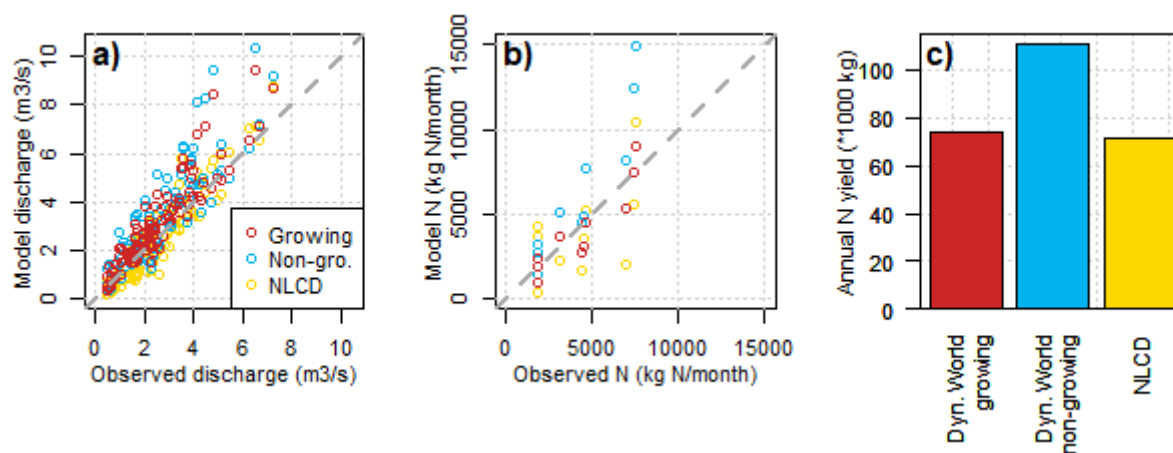 a)
Model discharge (m3/s)
10
8
6
4
2
0
0 2 4 6 8 10
Observed discharge (m3/s)
Growing
Non-gro.
NLCD
b)
Model N (kg N/month)
15000
10000
5000
0
0 5000 10000 15000
Observed N (kg N/month)
c)
Annual N yield (*1000 kg)
100
80
60
40
20
0
Dyn. World
growing
Dyn. World
non-growing
NLCD